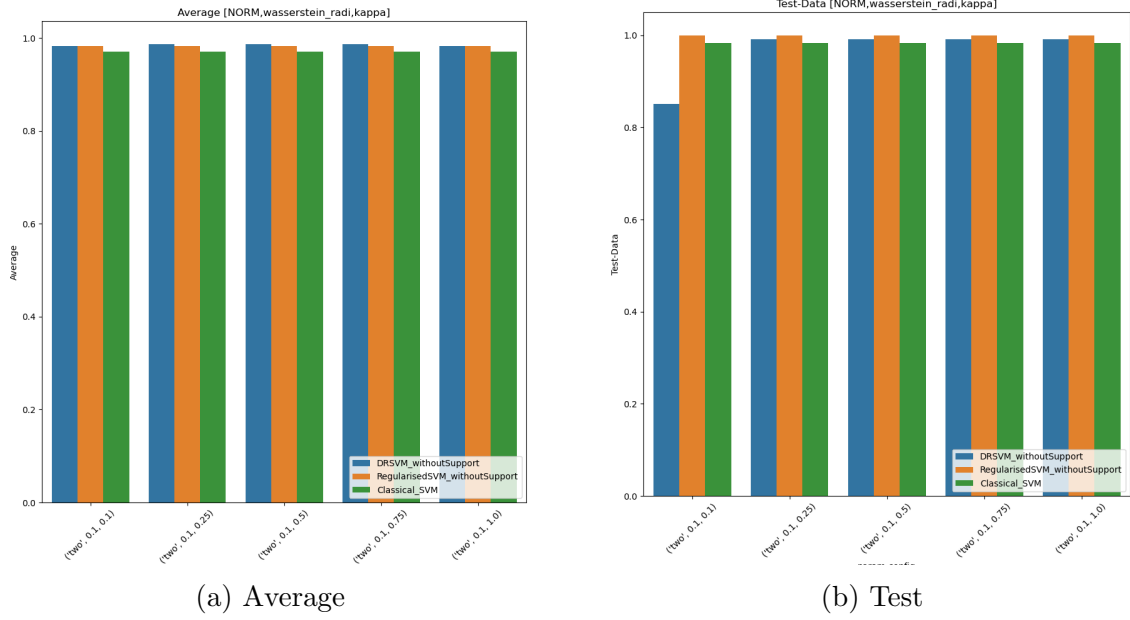 Average [NORM,wasserstein_radi,kappa]
1.0
0.8
0.6
0.4
0.2
0.0
Average
DRSVM_withoutSupport
RegularisedSVM_withoutSupport
Classical_SVM
('two', 0.1, 0.1)
('two', 0.1, 0.25)
('two', 0.1, 0.5)
('two', 0.1, 0.75)
('two', 0.1, 1.0)
(a) Average
Test-Data [NORM,wasserstein_radi,kappa]
1.0
0.8
0.6
0.4
0.2
0.0
Test-Data
DRSVM_withoutSupport
RegularisedSVM_withoutSupport
Classical_SVM
('two', 0.1, 0.1)
('two', 0.1, 0.25)
('two', 0.1, 0.5)
('two', 0.1, 0.75)
('two', 0.1, 1.0)
(b) Test